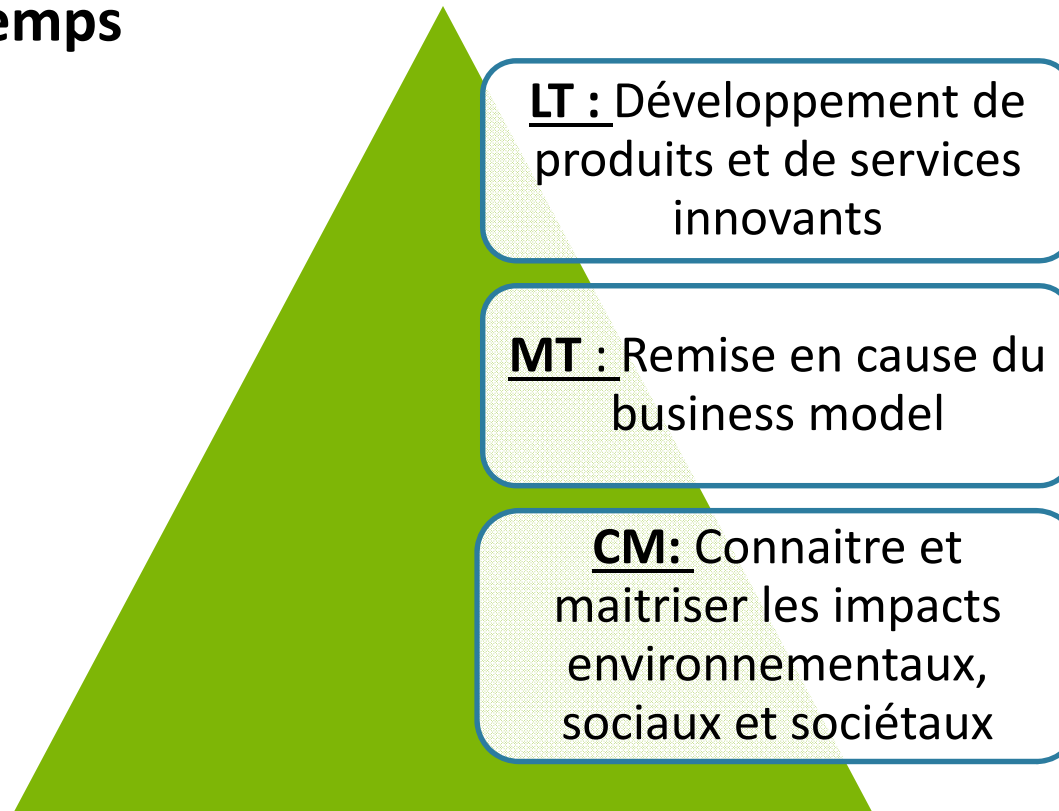 emps
LT : Développement de
produits et de services
innovants
MT : Remise en cause du
business model
CM: Connaitre et
maitriser les impacts
environnementaux,
sociaux et sociétaux